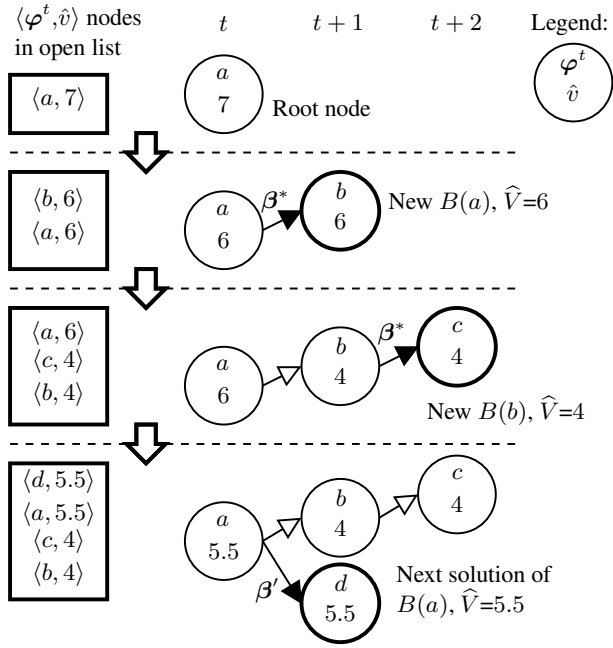 ⟨φᵗ, v̂⟩ nodes
in open list
t
t + 1
t + 2
Legend:
φᵗ
v̂
⟨a, 7⟩
a
7
Root node
⟨b, 6⟩
⟨a, 6⟩
a
6
β*
b
6
New B(a), V̂=6
⟨a, 6⟩
⟨c, 4⟩
⟨b, 4⟩
a
6
b
4
β*
c
4
New B(b), V̂=4
⟨d, 5.5⟩
⟨a, 5.5⟩
⟨c, 4⟩
⟨b, 4⟩
a
5.5
b
4
c
4
β′
d
5.5
Next solution of
B(a), V̂=5.5